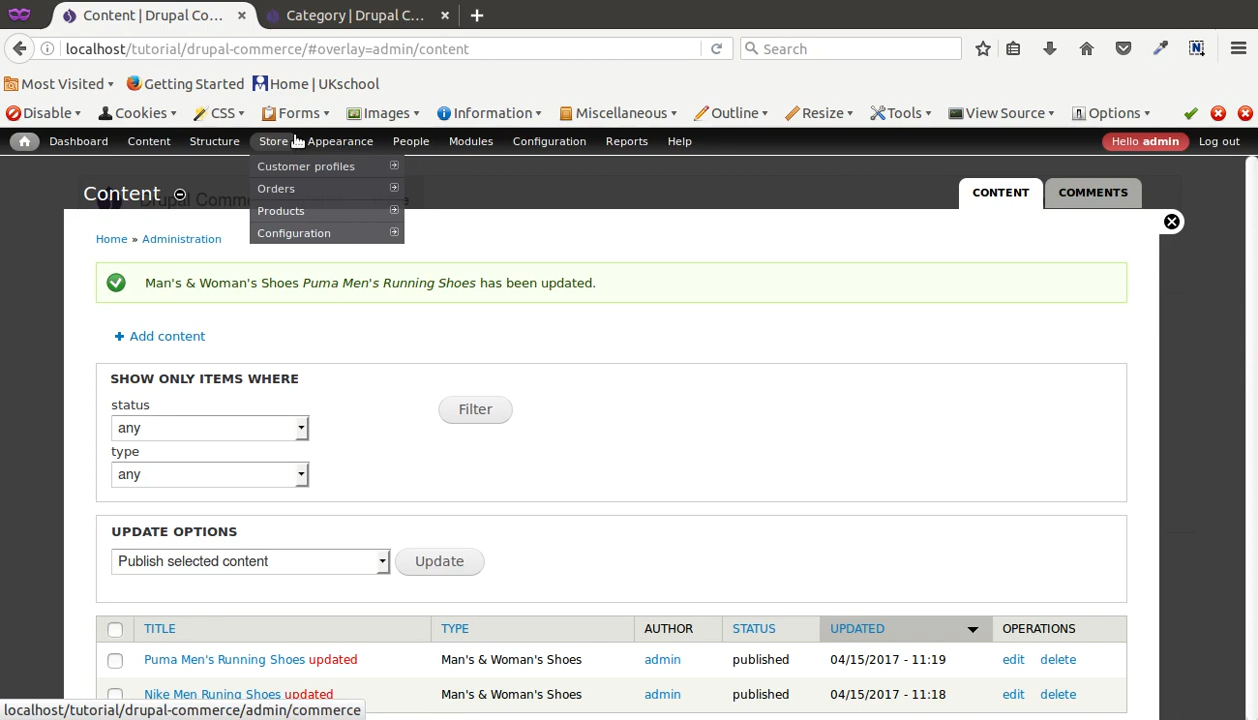 Content | Drupal Co... × Category | Drupal C... × +
localhost/tutorial/drupal-commerce/#overlay=admin/content Search
Most Visited Getting Started Home | UKschool
Disable Cookies CSS Forms Images Information Miscellaneous Outline Resize Tools View Source Options
Dashboard Content Structure Store Appearance People Modules Configuration Reports Help Hello admin Log out
Customer profiles
Orders
Products
Configuration
Content
CONTENT COMMENTS
Home » Administration
Man's & Woman's Shoes Puma Men's Running Shoes has been updated.
+ Add content
SHOW ONLY ITEMS WHERE
status
any
Filter
type
any
UPDATE OPTIONS
Publish selected content Update
TITLE TYPE AUTHOR STATUS UPDATED OPERATIONS
Puma Men's Running Shoes updated Man's & Woman's Shoes admin published 04/15/2017 - 11:19 edit delete
Nike Men Runing Shoes updated Man's & Woman's Shoes admin published 04/15/2017 - 11:18 edit delete
localhost/tutorial/drupal-commerce/admin/commerce